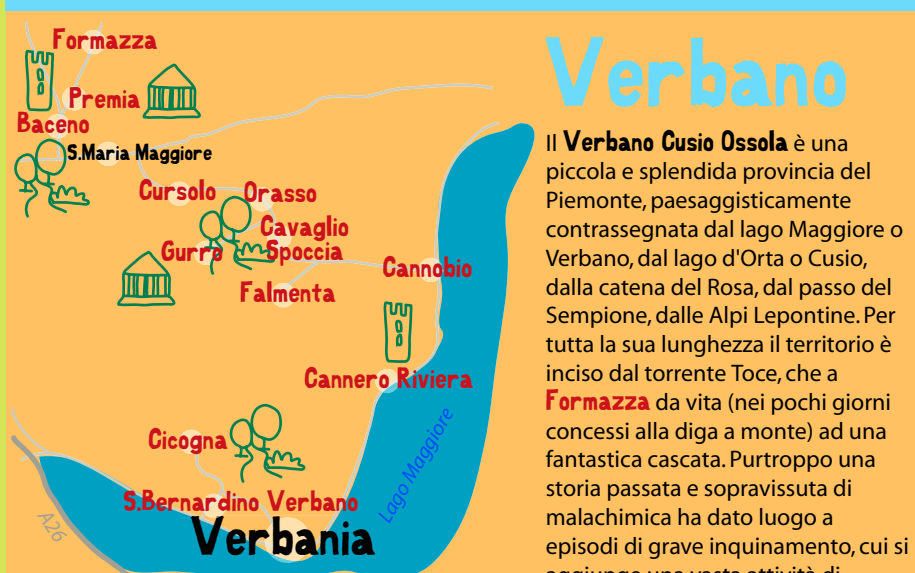 Formazza
Premia
Baceno
S.Maria Maggiore
Cursolo
Orasso
Cavaglio
Spoccia
Gurro
Cannobio
Falmenta
Cannero Riviera
Lago Maggiore
Cicogna
S.Bernardino Verbano
Verbania
A26
Verbano
Il Verbano Cusio Ossola è una
piccola e splendida provincia del
Piemonte, paesaggisticamente
contrassegnata dal lago Maggiore o
Verbano, dal lago d'Orta o Cusio,
dalla catena del Rosa, dal passo del
Sempione, dalle Alpi Lepontine. Per
tutta la sua lunghezza il territorio è
inciso dal torrente Toce, che a
Formazza da vita (nei pochi giorni
concessi alla diga a monte) ad una
fantastica cascata. Purtroppo una
storia passata e sopravissuta di
malachimica ha dato luogo a
episodi di grave inquinamento, cui si
aggiunge una vasta attività di